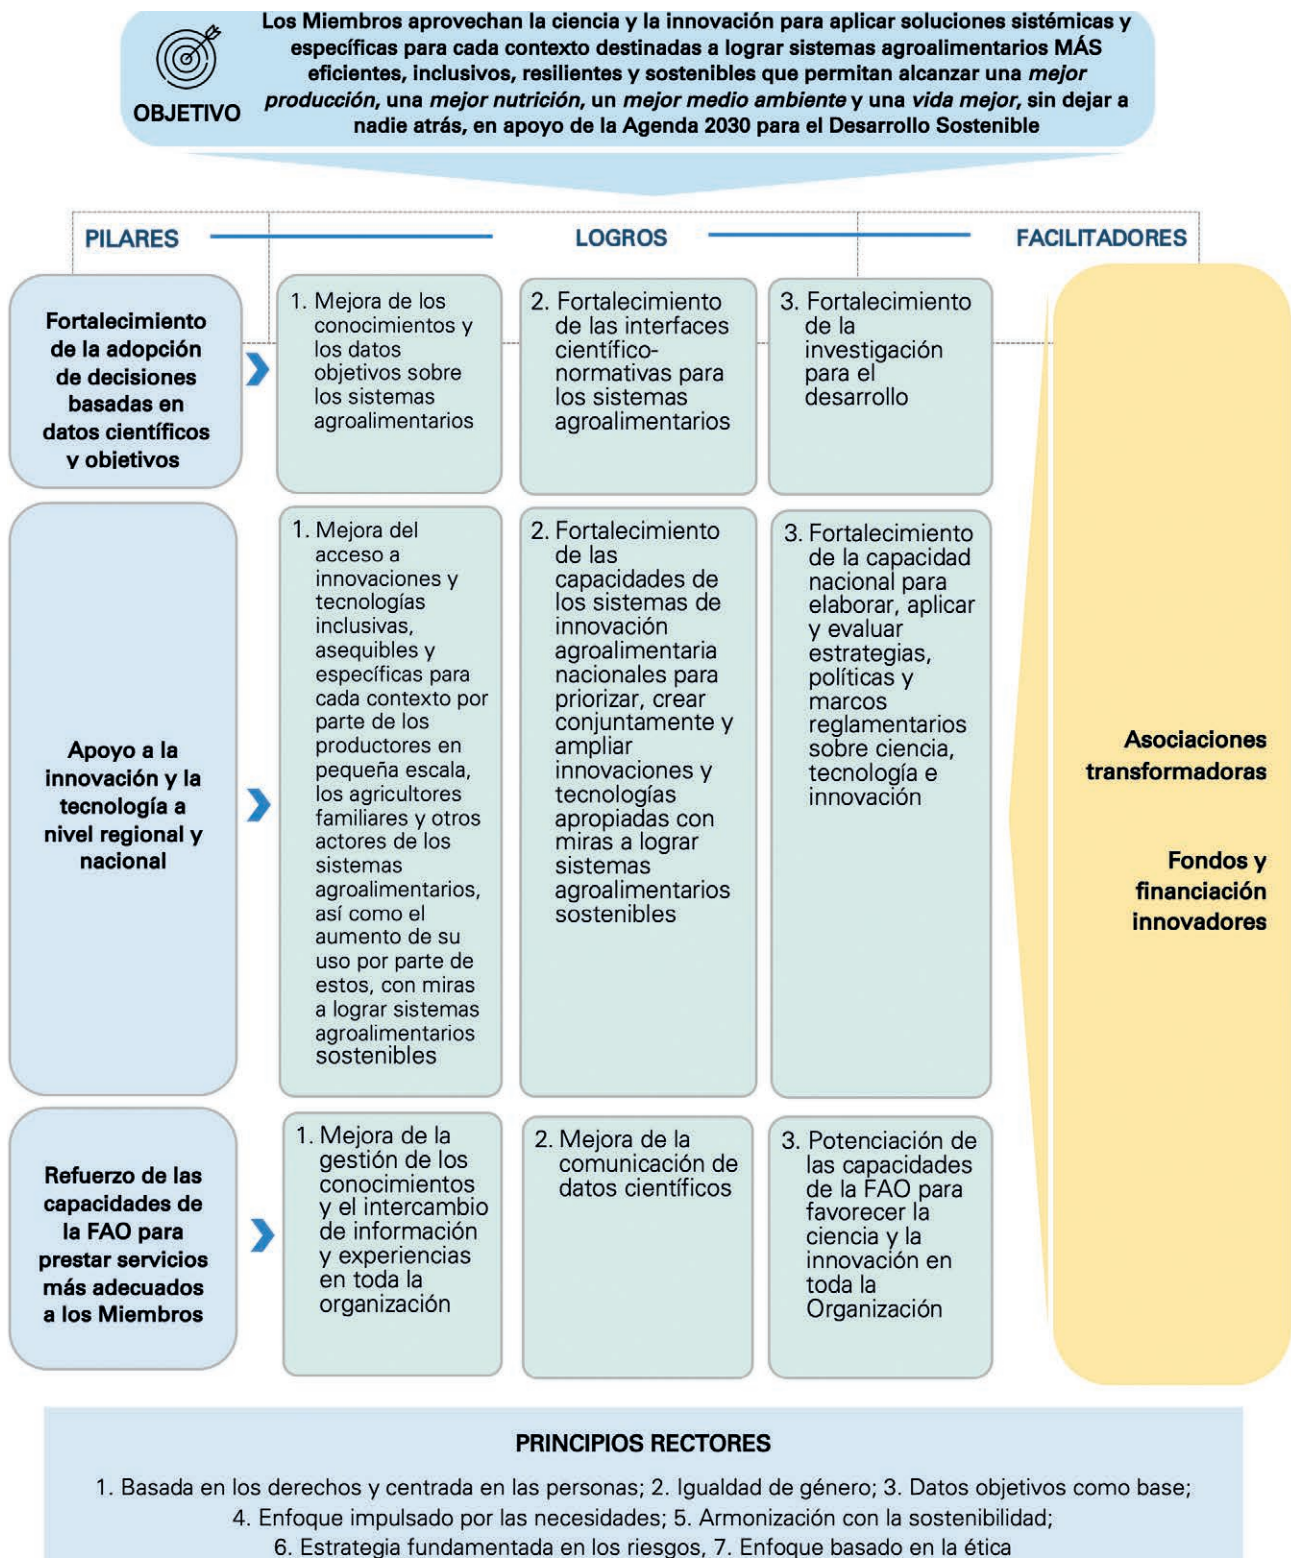 Los Miembros aprovechan la ciencia y la innovación para aplicar soluciones sistémicas y
específicas para cada contexto destinadas a lograr sistemas agroalimentarios MÁS
eficientes, inclusivos, resilientes y sostenibles que permitan alcanzar una mejor
producción, una mejor nutrición, un mejor medio ambiente y una vida mejor, sin dejar a
nadie atrás, en apoyo de la Agenda 2030 para el Desarrollo Sostenible
OBJETIVO
PILARES
LOGROS
FACILITADORES
Fortalecimiento
de la adopción
de decisiones
basadas en
datos científicos
y objetivos
1. Mejora de los
conocimientos y
los datos
objetivos sobre
los sistemas
agroalimentarios
2. Fortalecimiento
de las interfaces
científico-
normativas para
los sistemas
agroalimentarios
3. Fortalecimiento
de la
investigación
para el
desarrollo
Apoyo a la
innovación y la
tecnología a
nivel regional y
nacional
1. Mejora del
acceso a
innovaciones y
tecnologías
inclusivas,
asequibles y
específicas para
cada contexto por
parte de los
productores en
pequeña escala,
los agricultores
familiares y otros
actores de los
sistemas
agroalimentarios,
así como el
aumento de su
uso por parte de
estos, con miras
a lograr sistemas
agroalimentarios
sostenibles
2. Fortalecimiento
de las
capacidades de
los sistemas de
innovación
agroalimentaria
nacionales para
priorizar, crear
conjuntamente y
ampliar
innovaciones y
tecnologías
apropiadas con
miras a lograr
sistemas
agroalimentarios
sostenibles
3. Fortalecimiento
de la capacidad
nacional para
elaborar, aplicar
y evaluar
estrategias,
políticas y
marcos
reglamentarios
sobre ciencia,
tecnología e
innovación
Refuerzo de las
capacidades de
la FAO para
prestar servicios
más adecuados
a los Miembros
1. Mejora de la
gestión de los
conocimientos
y el intercambio
de información
y experiencias
en toda la
organización
2. Mejora de la
comunicación de
datos científicos
3. Potenciación de
las capacidades
de la FAO para
favorecer la
ciencia y la
innovación en
toda la
Organización
Asociaciones
transformadoras
Fondos y
financiación
innovadores
PRINCIPIOS RECTORES
1. Basada en los derechos y centrada en las personas; 2. Igualdad de género; 3. Datos objetivos como base;
4. Enfoque impulsado por las necesidades; 5. Armonización con la sostenibilidad;
6. Estrategia fundamentada en los riesgos, 7. Enfoque basado en la ética